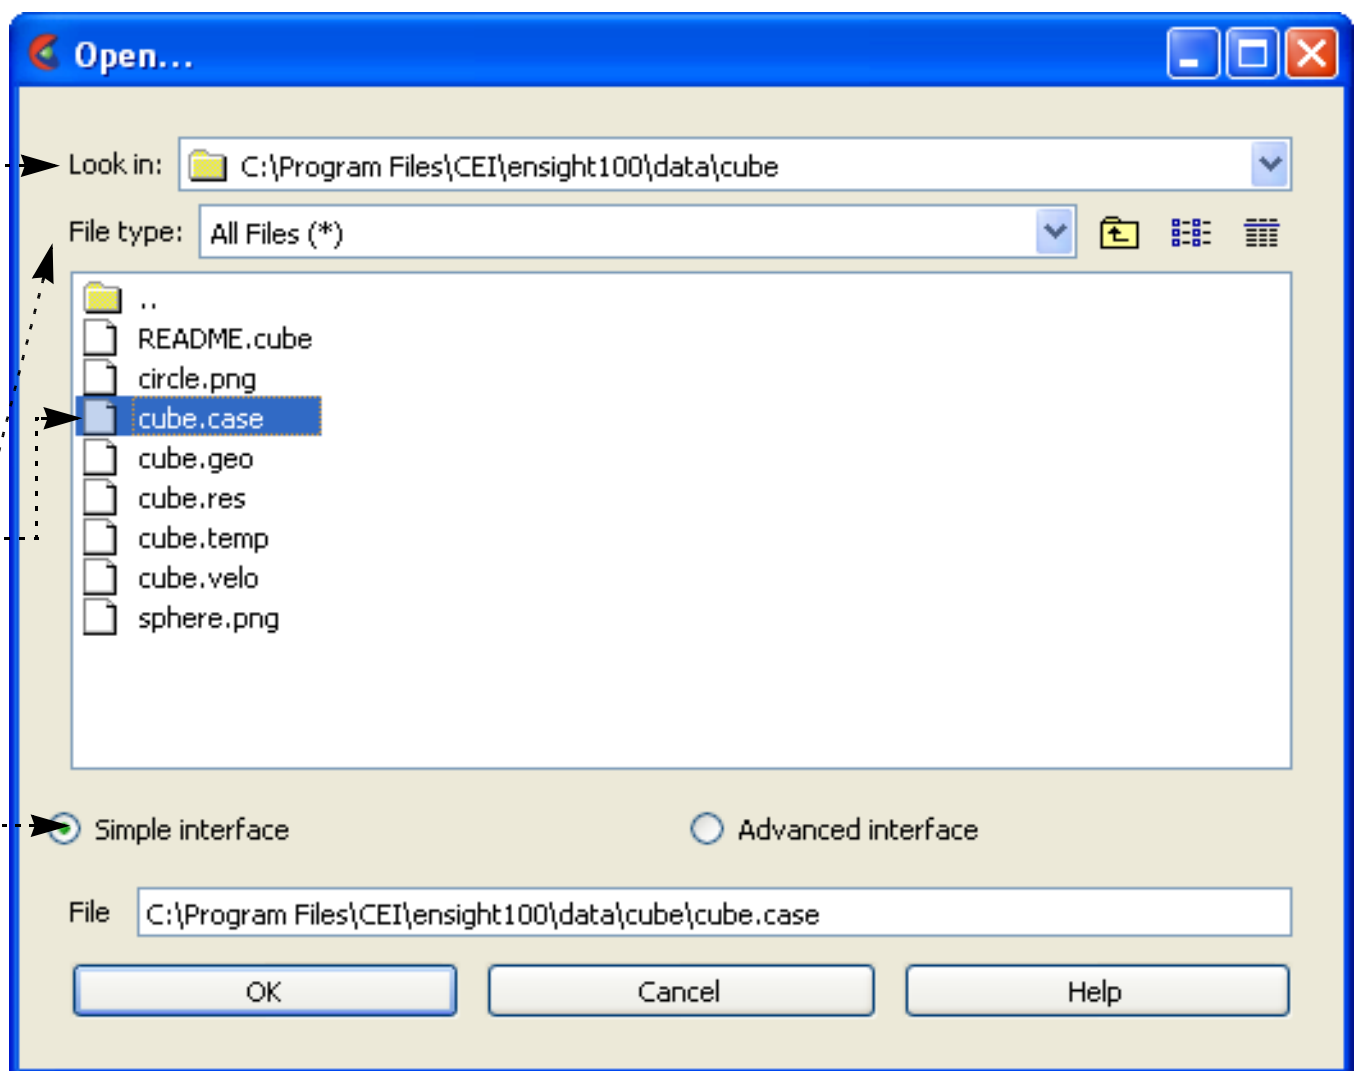 Open...
Look in: C:\Program Files\CEI\ensight100\data\cube
File type: All Files (*)
..
README.cube
circle.png
cube.case
cube.geo
cube.res
cube.temp
cube.velo
sphere.png
Simple interface Advanced interface
File C:\Program Files\CEI\ensight100\data\cube\cube.case
OK Cancel Help